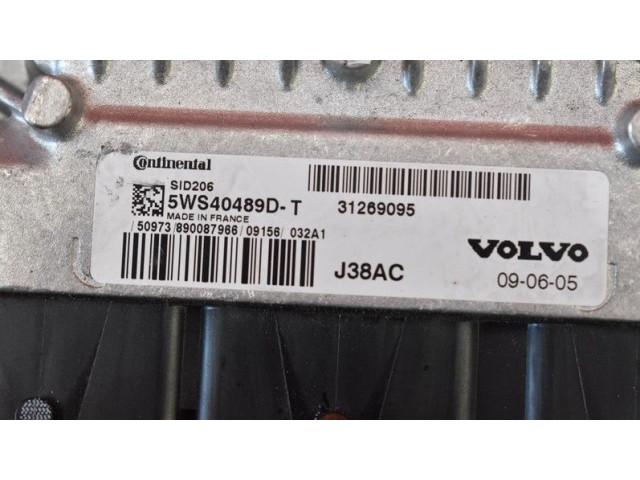 Continental
SID206
5WS40489D-T 31269095
MADE IN FRANCE
/50973/890087966/09156/ 032A1
J38AC
VOLVO
09-06-05